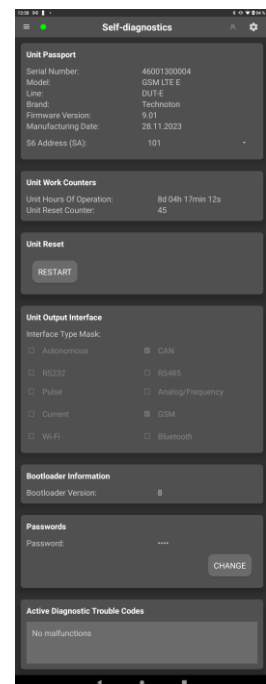 Self-diagnostics
Unit Passport
Serial Number: 46001300004
Model: GSM LTE E
Line: DUT-E
Brand: Technoton
Firmware Version: 9.01
Manufacturing Date: 28.11.2023
S6 Address (SA): 101
Unit Work Counters
Unit Hours Of Operation: 8d 04h 17min 12s
Unit Reset Counter: 45
Unit Reset
RESTART
Unit Output Interface
Interface Type Mask:
Autonomous CAN
RS232 RS485
Pulse Analog/Frequency
Current GSM
Wi-Fi Bluetooth
Bootloader Information
Bootloader Version: 8
Passwords
Password: ····
CHANGE
Active Diagnostic Trouble Codes
No malfunctions